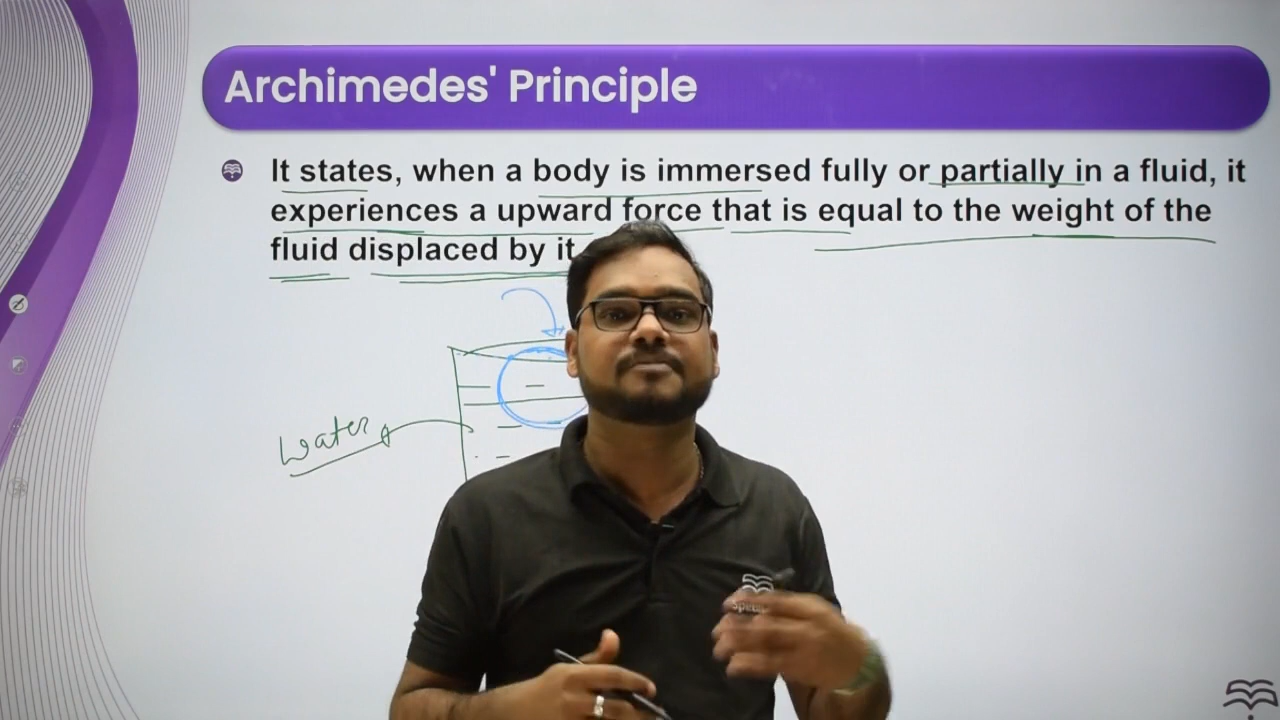 Archimedes' Principle
It states, when a body is immersed fully or partially in a fluid, it
experiences a upward force that is equal to the weight of the
fluid displaced by it
water